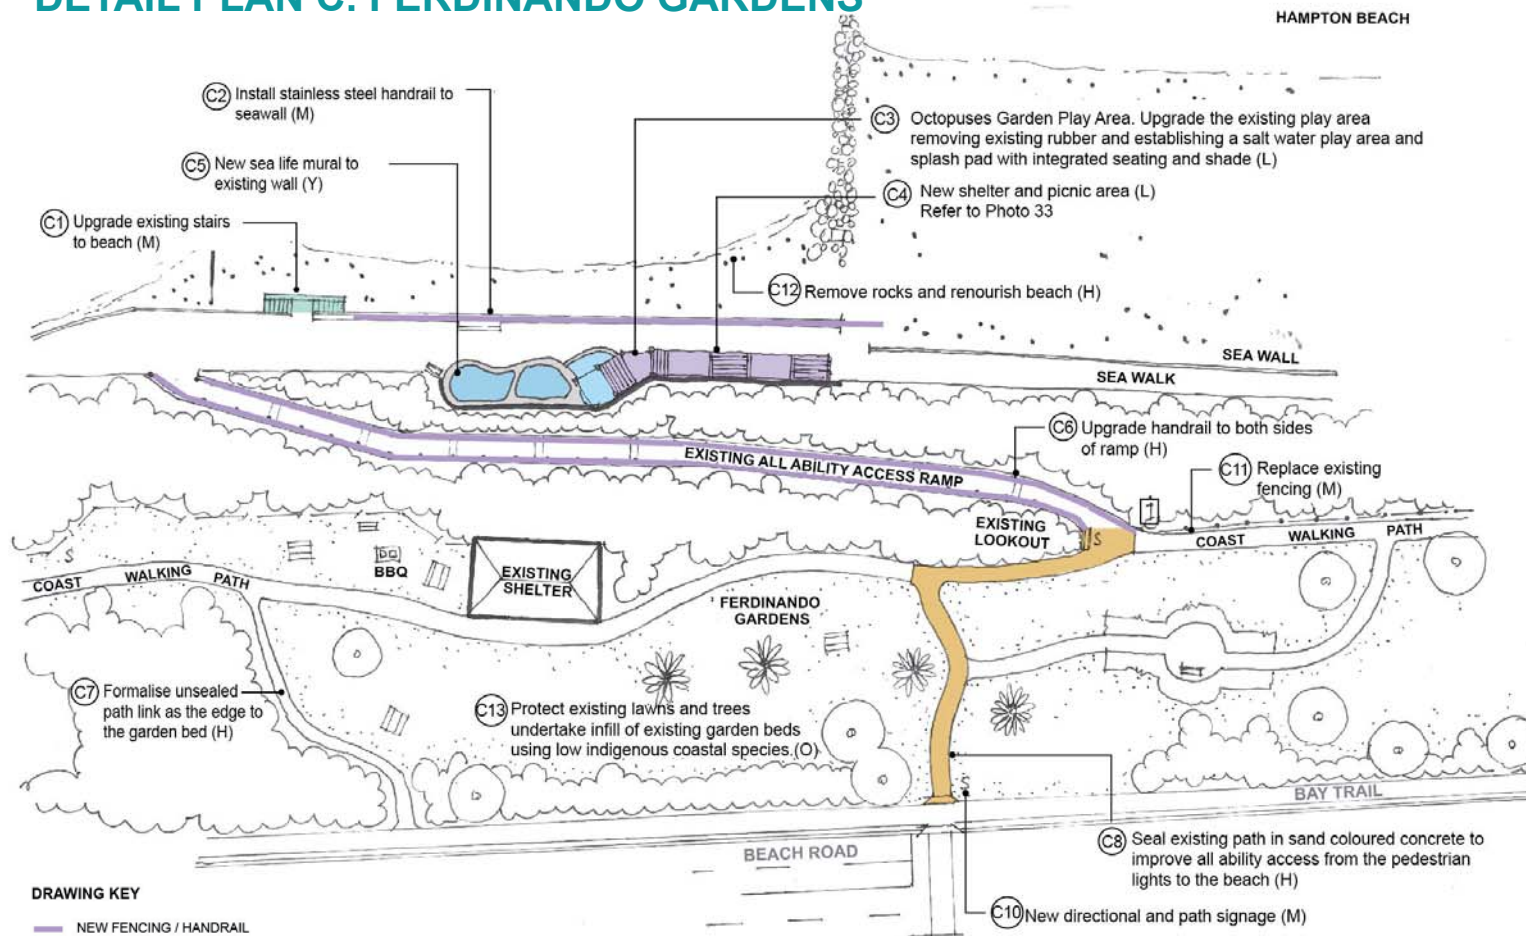 DETAIL PLAN C: FERDINANDO GARDENS
HAMPTON BEACH
C2 Install stainless steel handrail to
seawall (M)
C3 Octopuses Garden Play Area. Upgrade the existing play area
removing existing rubber and establishing a salt water play area and
splash pad with integrated seating and shade (L)
C5 New sea life mural to
existing wall (Y)
C4 New shelter and picnic area (L)
Refer to Photo 33
C1 Upgrade existing stairs
to beach (M)
C12 Remove rocks and renourish beach (H)
SEA WALL
SEA WALK
C6 Upgrade handrail to both sides
of ramp (H)
EXISTING ALL ABILITY ACCESS RAMP
C11 Replace existing
fencing (M)
1
EXISTING
LOOKOUT
S
COAST WALKING PATH
S
BBQ
COAST WALKING PATH
EXISTING
SHELTER
FERDINANDO
GARDENS
C7 Formalise unsealed
path link as the edge to
the garden bed (H)
C13 Protect existing lawns and trees
undertake infill of existing garden beds
using low indigenous coastal species.(O)
S
BAY TRAIL
BEACH ROAD
C8 Seal existing path in sand coloured concrete to
improve all ability access from the pedestrian
lights to the beach (H)
C10 New directional and path signage (M)
DRAWING KEY
NEW FENCING / HANDRAIL